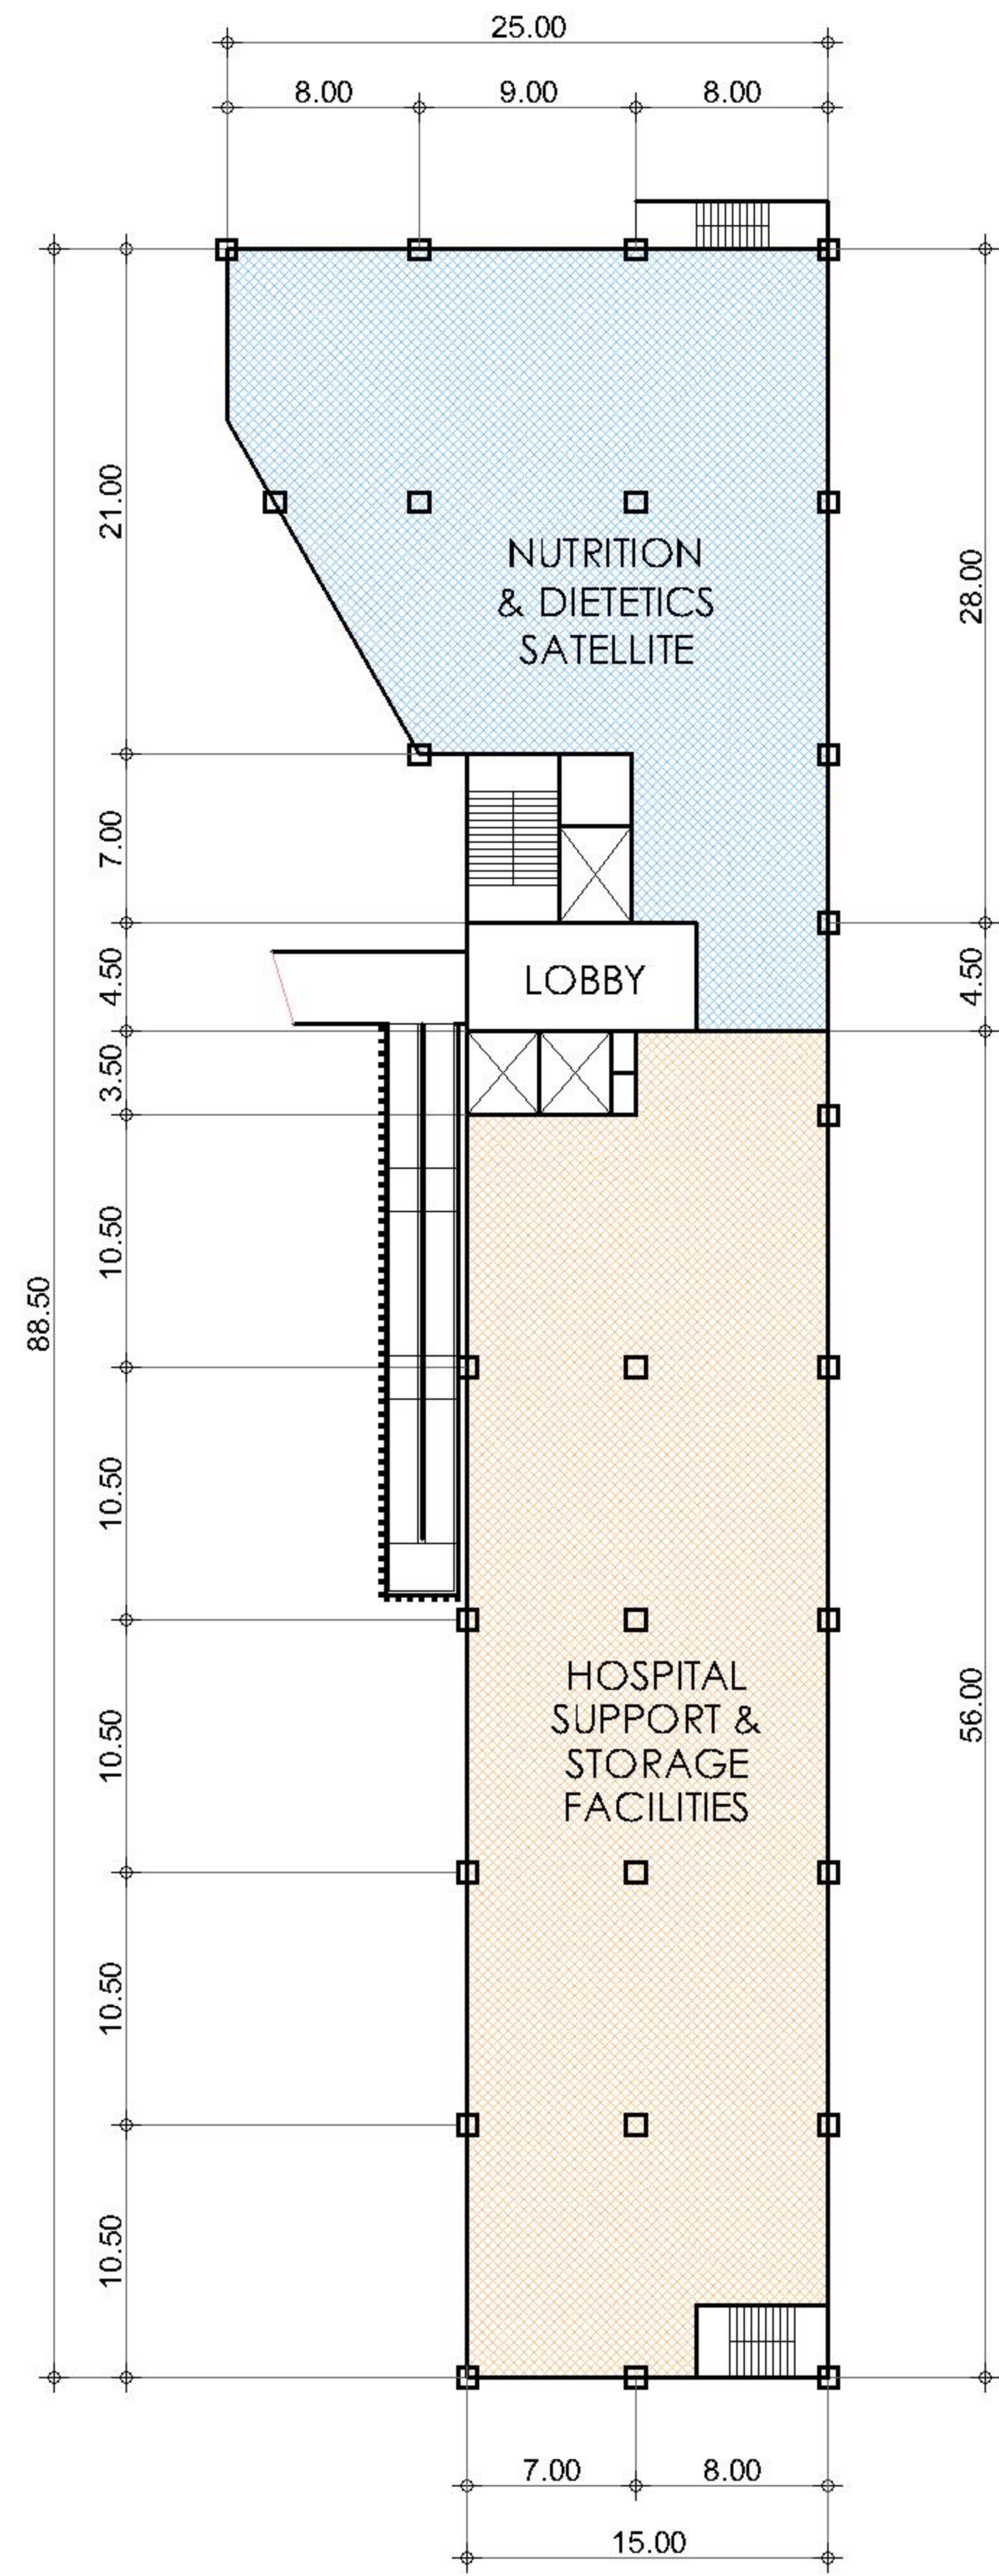 25.00
8.00 9.00 8.00
21.00
NUTRITION
& DIETETICS
SATELLITE
28.00
7.00
4.50
LOBBY
4.50
3.50
10.50
88.50
10.50
HOSPITAL
SUPPORT &
STORAGE
FACILITIES
56.00
10.50
10.50
10.50
7.00 8.00
15.00